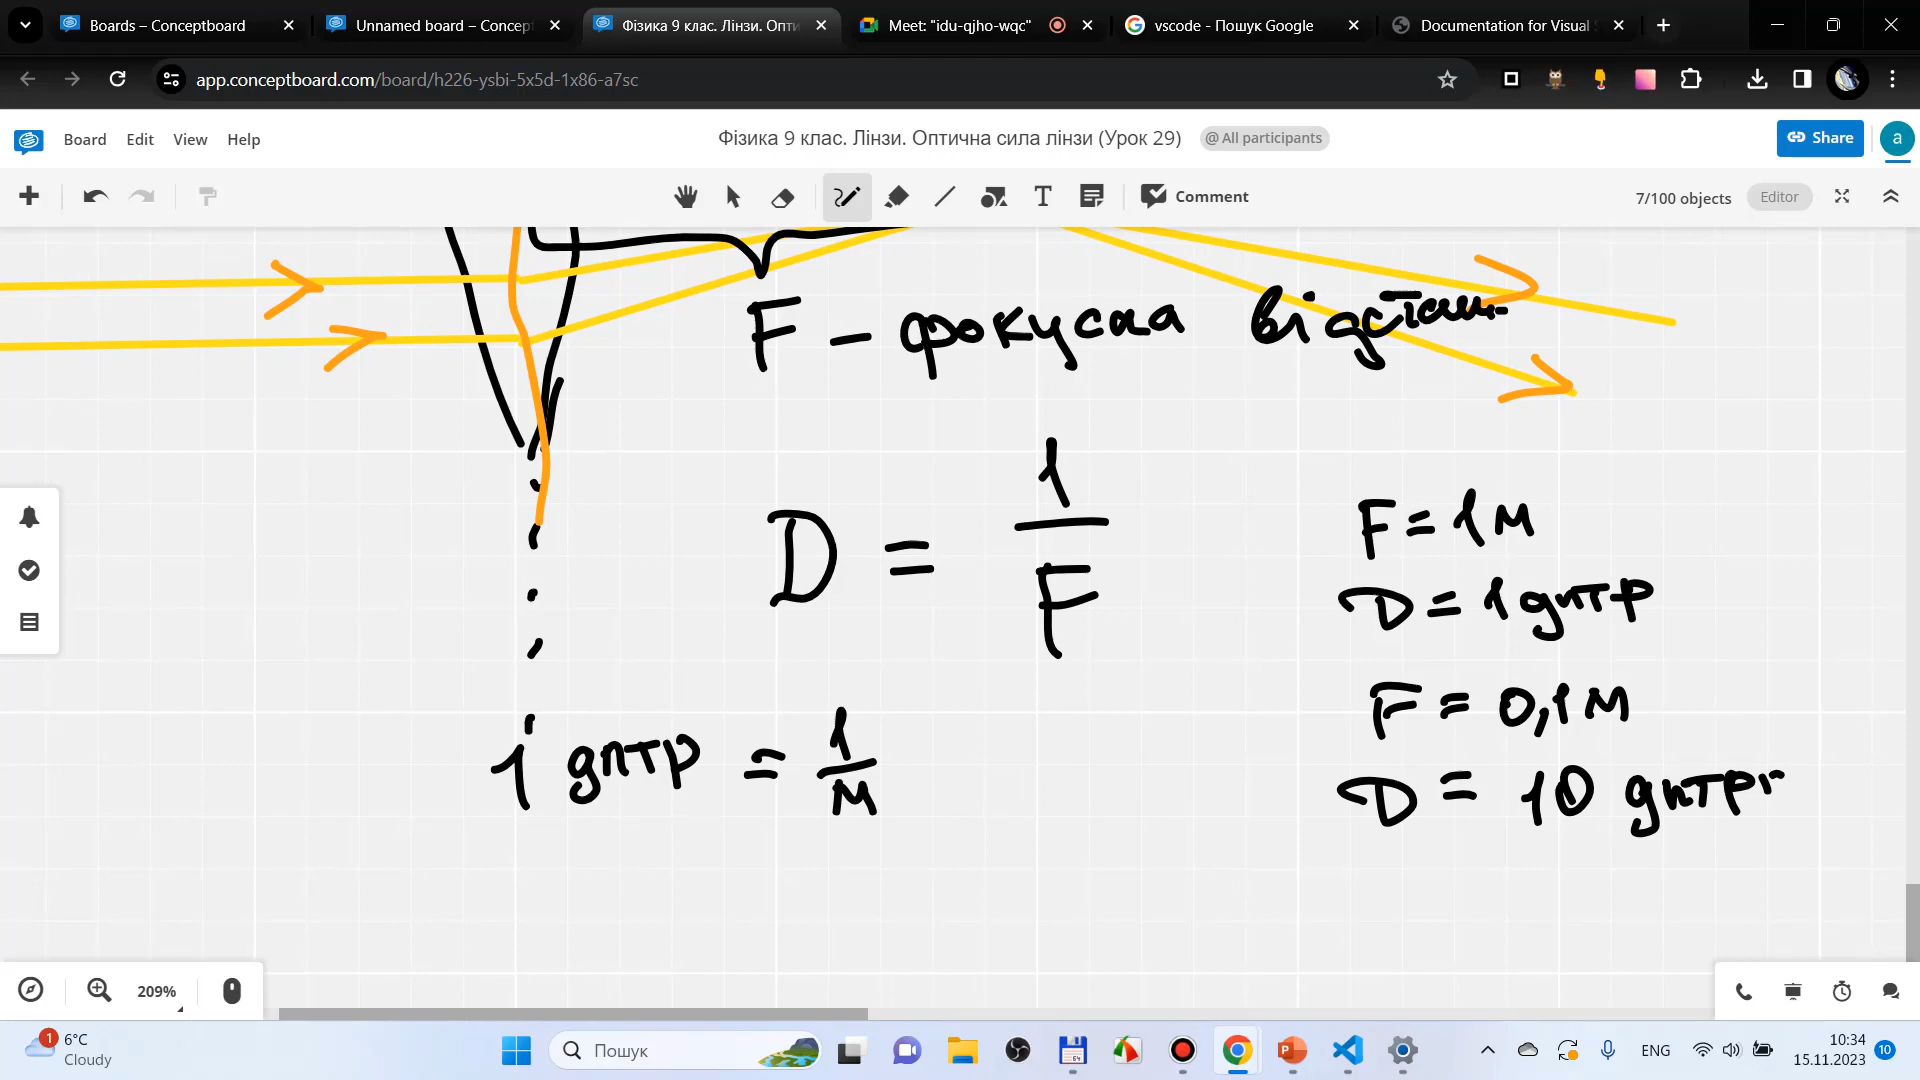 Boards – Conceptboard
Unnamed board – Concept
Фізика 9 клас. Лінзи. Опти
Meet: "idu-qjho-wqc"
vscode - Пошук Google
Documentation for Visual S
app.conceptboard.com/board/h226-ysbi-5x5d-1x86-a7sc
Board Edit View Help
Фізика 9 клас. Лінзи. Оптична сила лінзи (Урок 29)
@ All participants
Share
a
T
Comment
7/100 objects
Editor
F – фокусна відстань
D = 1/F
F = 1 м
D = 1 дптр
F = 0,1 м
D = 10 дптр
1 дптр = 1/м
209%
1
6°C
Cloudy
Пошук
64
ENG
10:34
15.11.2023
10